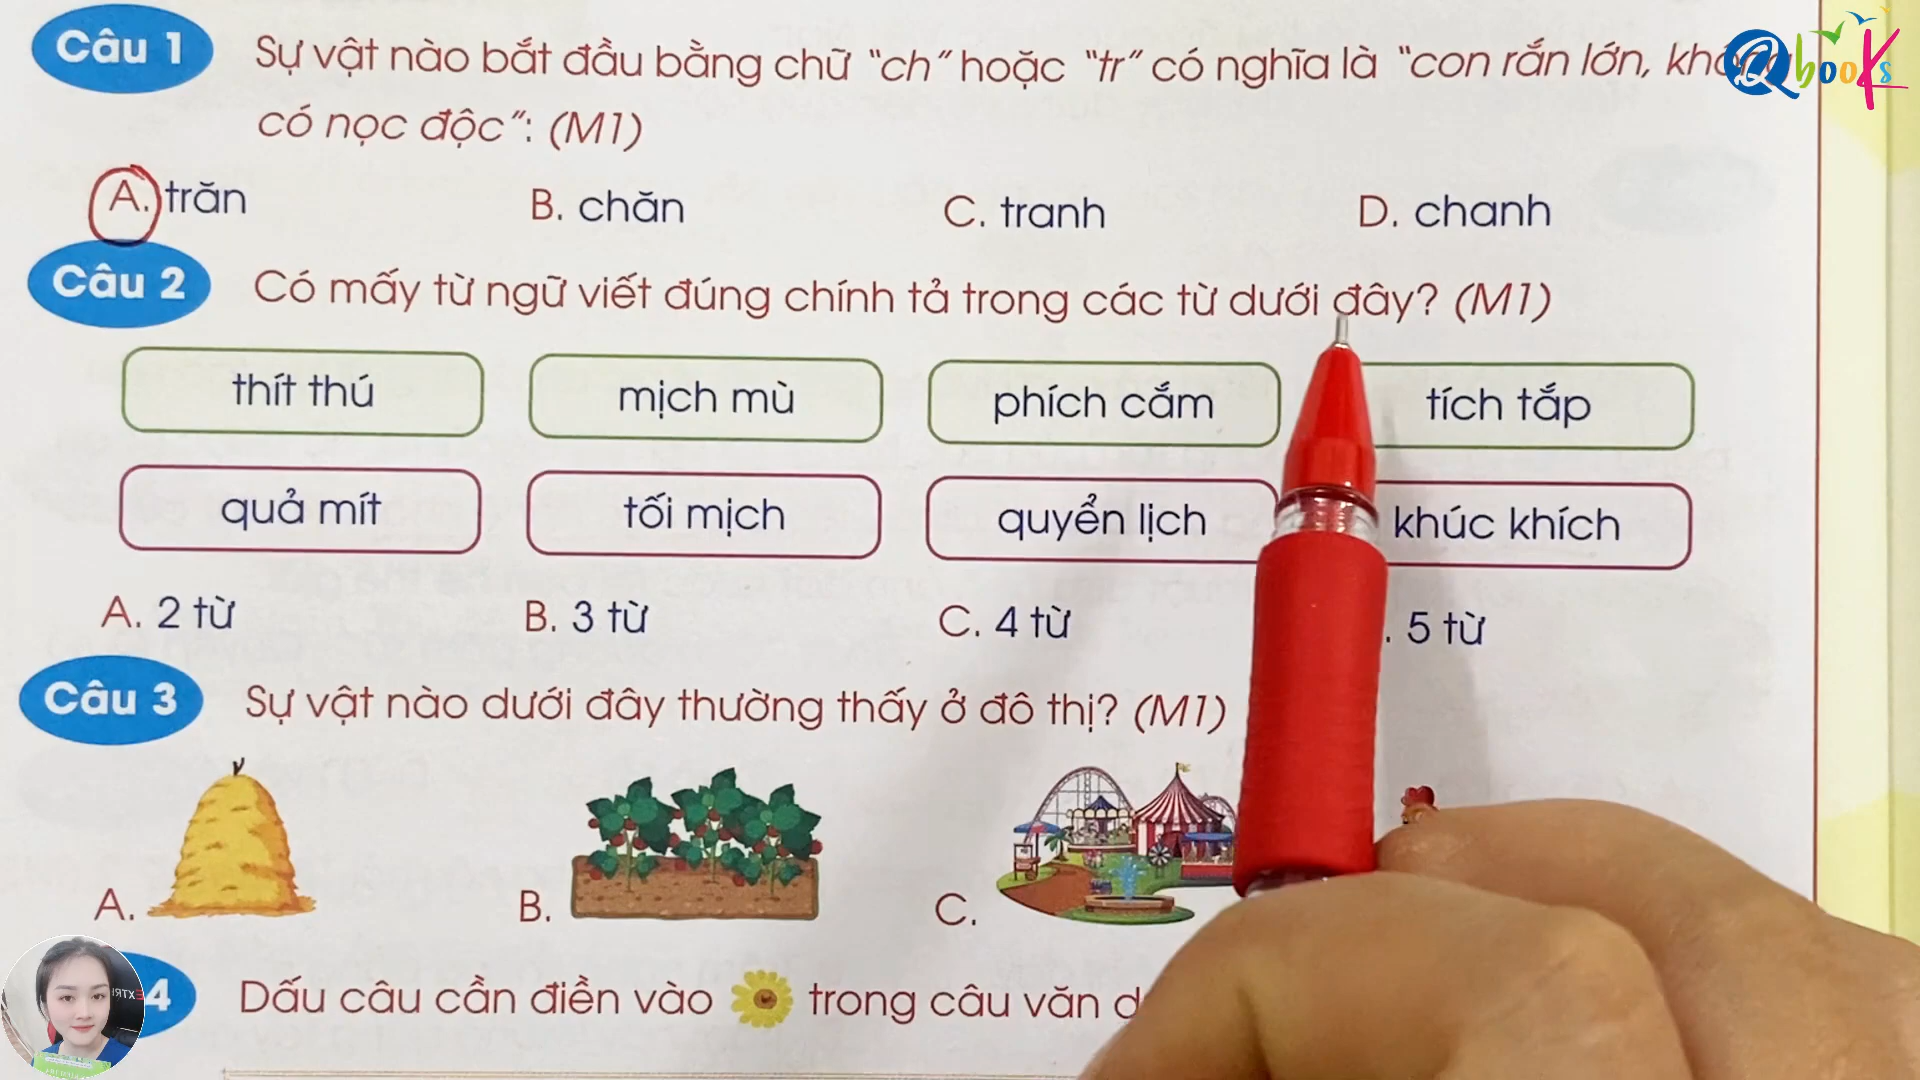 Câu 1 Sự vật nào bắt đầu bằng chữ "ch" hoặc "tr" có nghĩa là "con rắn lớn,
có nọc độc": (M1)
A. trăn B. chăn C. tranh D. chanh
Câu 2 Có mấy từ ngữ viết đúng chính tả trong các từ dưới đây? (M1)
thít thú mịch mù phích cắm tích tắp
quả mít tối mịch quyển lịch khúc khích
A. 2 từ B. 3 từ C. 4 từ . 5 từ
Câu 3 Sự vật nào dưới đây thường thấy ở đô thị? (M1)
A. B. C.
4 Dấu câu cần điền vào trong câu văn
Qbooks